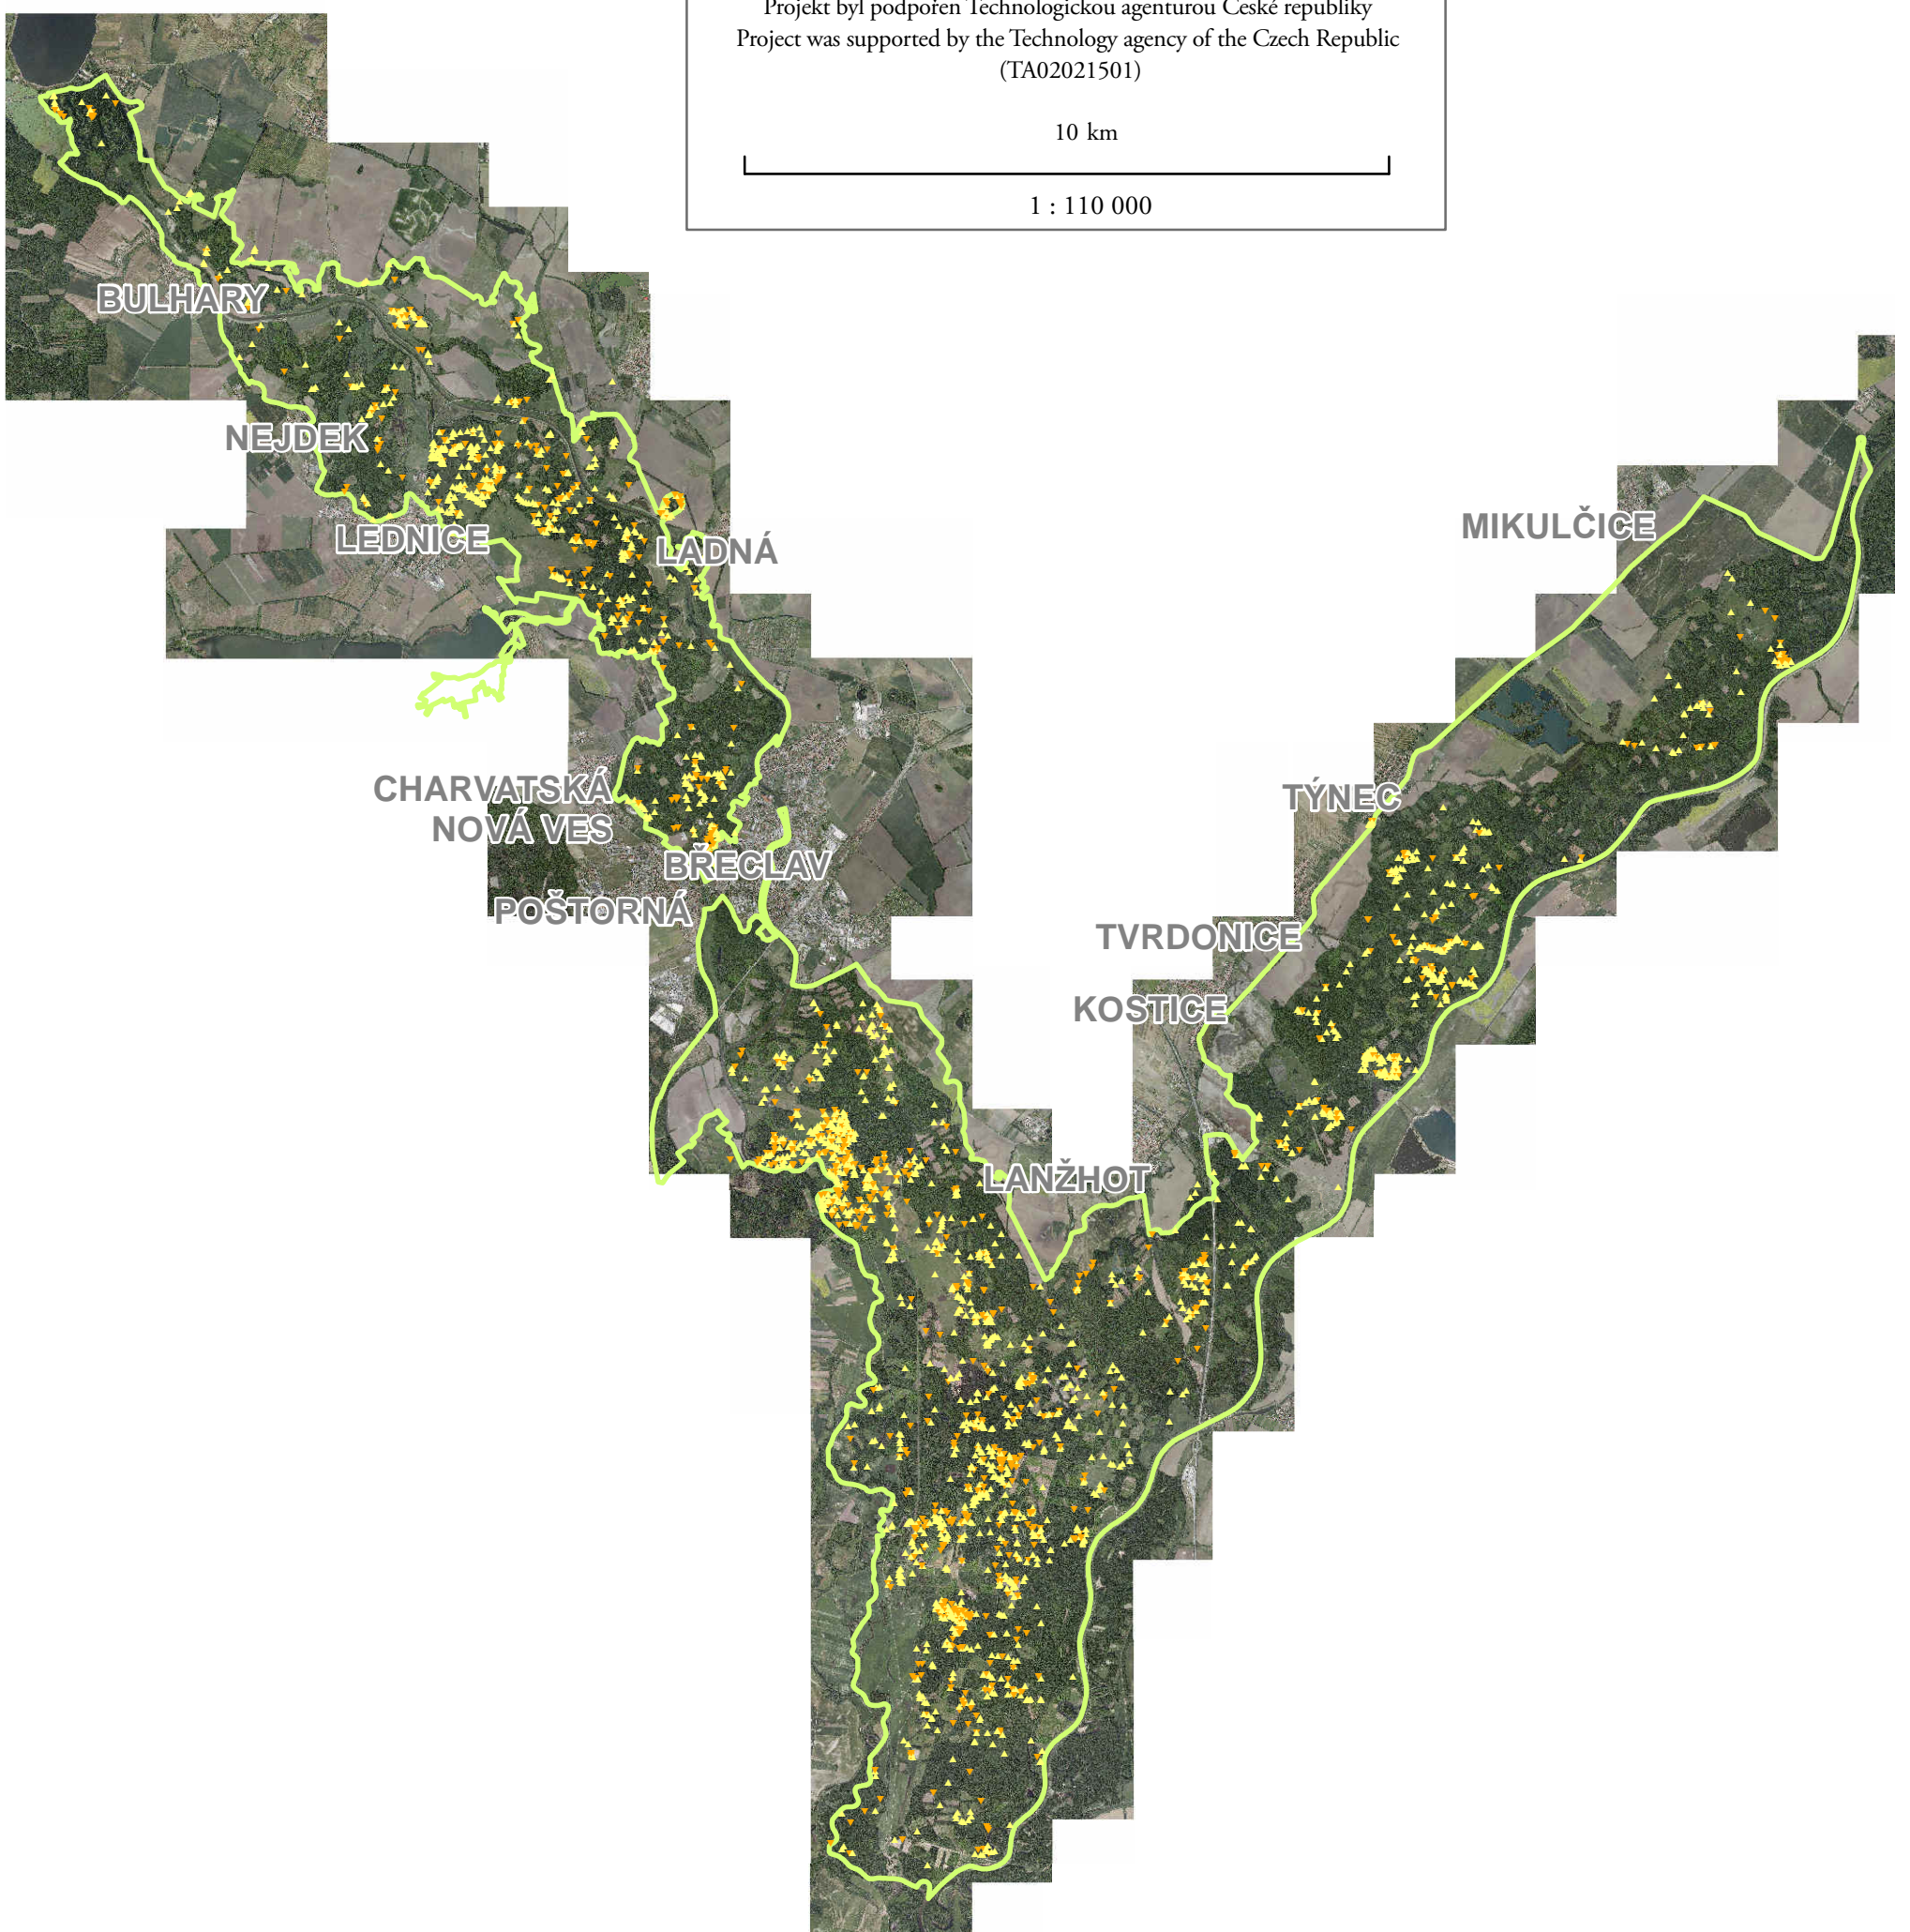 Projekt byl podpořen Technologickou agenturou České republiky
Project was supported by the Technology agency of the Czech Republic
(TA02021501)
10 km
1 : 110 000
BULHARY
NEJDEK
LEDNICE
LADNÁ
MIKULČICE
CHARVATSKÁ
NOVÁ VES
TÝNEC
BŘECLAV
POŠTORNÁ
TVRDONICE
KOSTICE
LANŽHOT